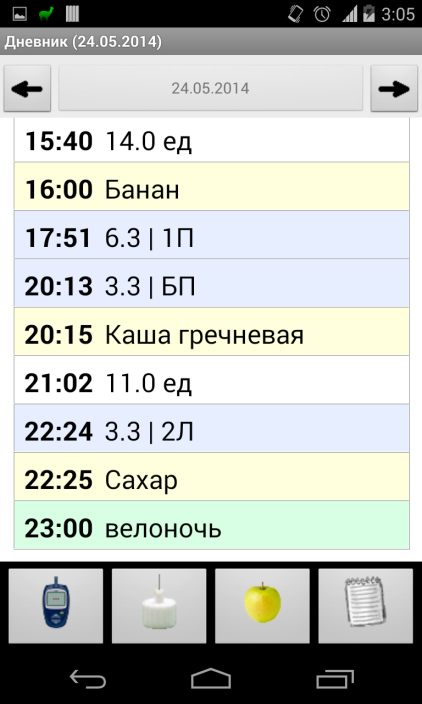 3:05
Дневник (24.05.2014)
24.05.2014
15:40 14.0 ед
16:00 Банан
17:51 6.3 | 1П
20:13 3.3 | БП
20:15 Каша гречневая
21:02 11.0 ед
22:24 3.3 | 2Л
22:25 Сахар
23:00 велоночь